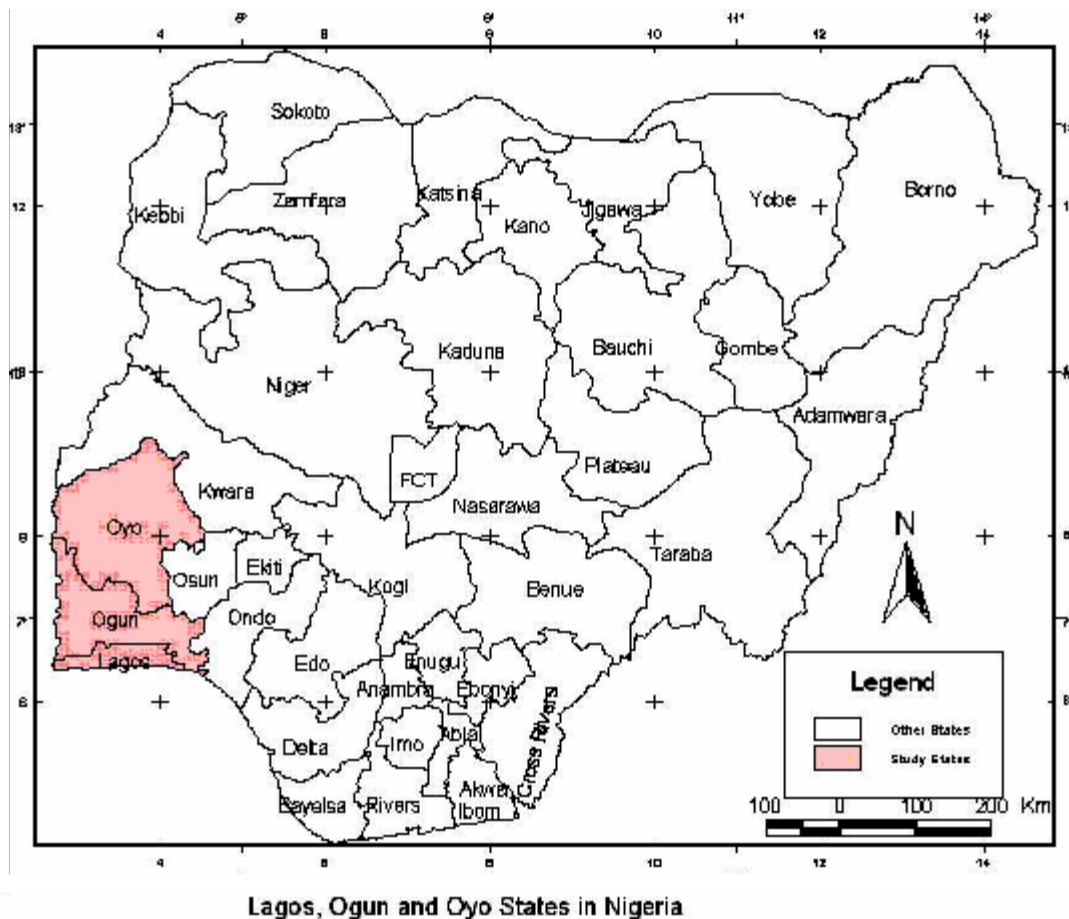 4 6 8 10 12 14
Sokoto
Katsina
Borno
Zamfara
Yobe
Kebbi
Jigawa
Kano
Kaduna
Bauchi
Gombe
Niger
Adamwara
Plateau
FCT
Kwara
Nasarawa
Oyo
Taraba
Osun
Ekiti
Kogi
Benue
Ogun
Ondo
N
Lagos
Edo
Enugu
Anambra
Ebonyi
Cross Rivers
Abia
Delta
Imo
Bayelsa
Rivers
Akwa
Ibom
Legend
Other States
Study States
100 0 100 200 Km
4 6 8 10 12 14
Lagos, Ogun and Oyo States in Nigeria